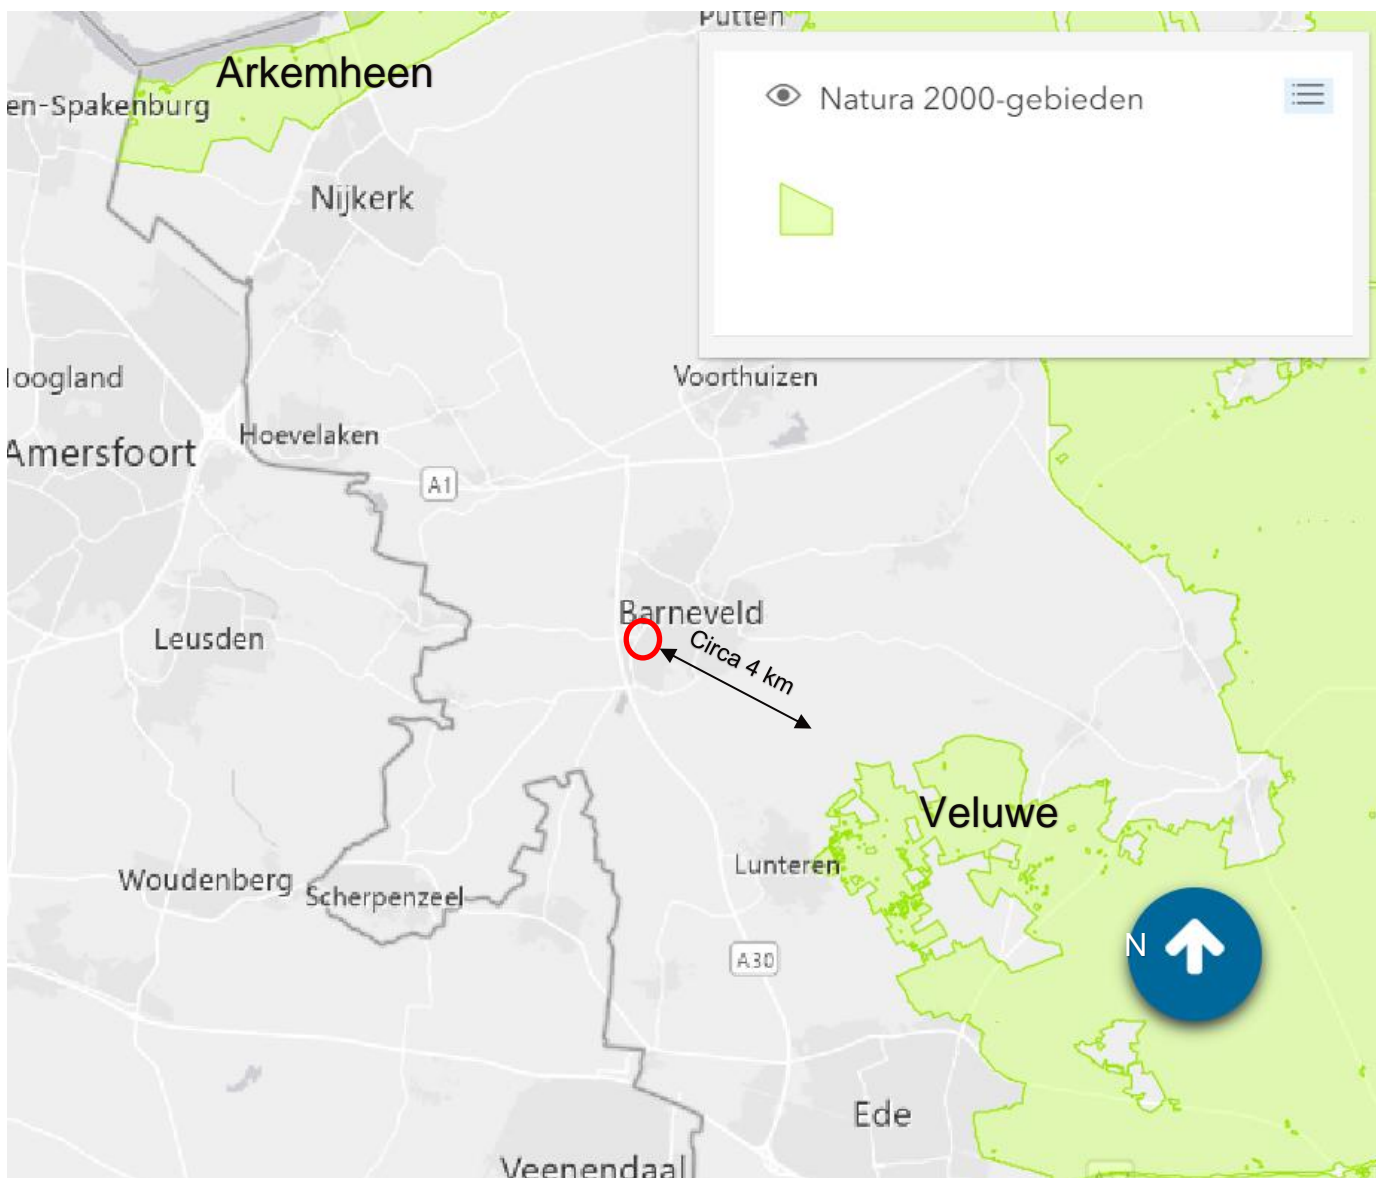 Putten
Arkemheen
Natura 2000-gebieden
en-Spakenburg
Nijkerk
Voorthuizen
oogland
Hoevelaken
Amersfoort
A1
Barneveld
Leusden
Circa 4 km
Veluwe
Lunteren
Woudenberg
Scherpenzeel
N
A30
Ede
Veenendaal